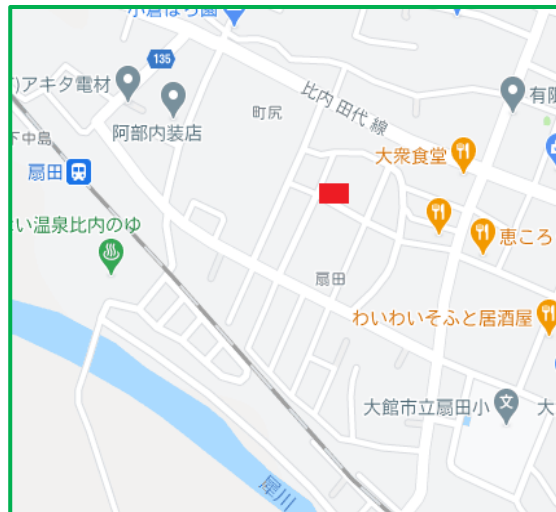 小倉ぼら園
135
)アキタ電材
有限
比内 田代 線
町尻
阿部内装店
下中島
大衆食堂
扇田
い温泉比内のゆ
恵ころ
扇田
わいわいそふと居酒屋
大館市立扇田小
文
大
犀川